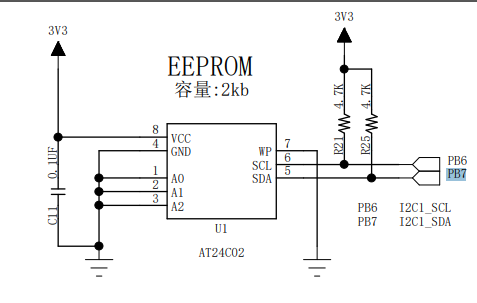 3V3
3V3
EEPROM
容量:2kb
4.7K
4.7K
R21
R25
0.1UF
C11
8 VCC
4 GND
1 A0
2 A1
3 A2
WP 7
SCL 6
SDA 5
U1
AT24C02
PB6
PB7
PB6 I2C1_SCL
PB7 I2C1_SDA